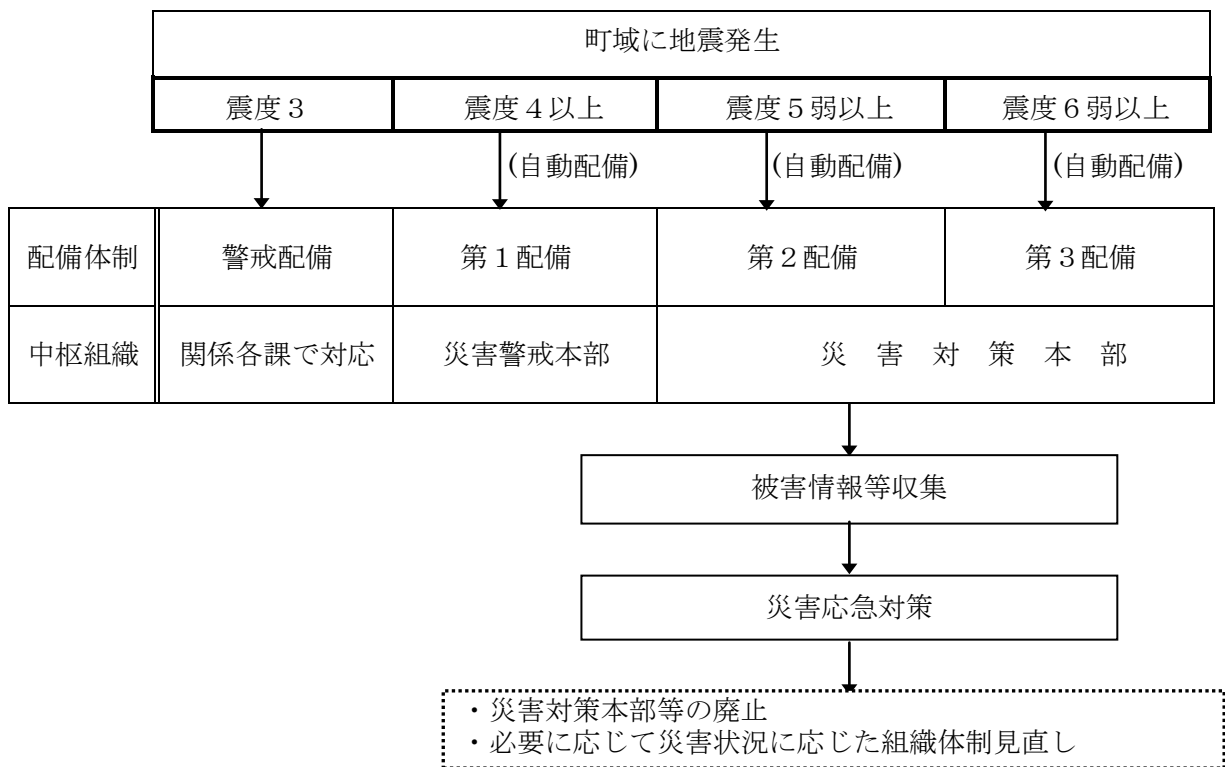 町域に地震発生
震度３ 震度４以上 震度５弱以上 震度６弱以上
(自動配備) (自動配備) (自動配備)
配備体制 警戒配備 第１配備 第２配備 第３配備
中枢組織 関係各課で対応 災害警戒本部 災害対策本部
被害情報等収集
災害応急対策
・災害対策本部等の廃止
・必要に応じて災害状況に応じた組織体制見直し